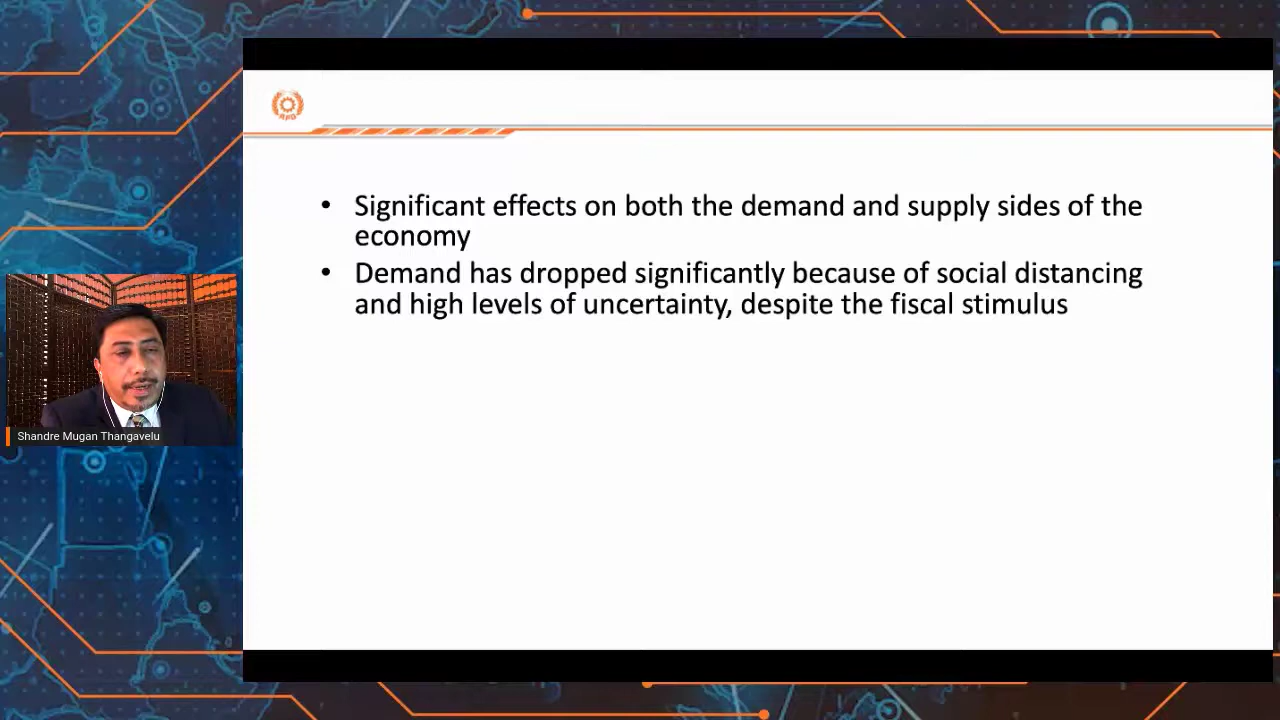 APO
• Significant effects on both the demand and supply sides of the
economy
• Demand has dropped significantly because of social distancing
and high levels of uncertainty, despite the fiscal stimulus
Shandre Mugan Thangavelu